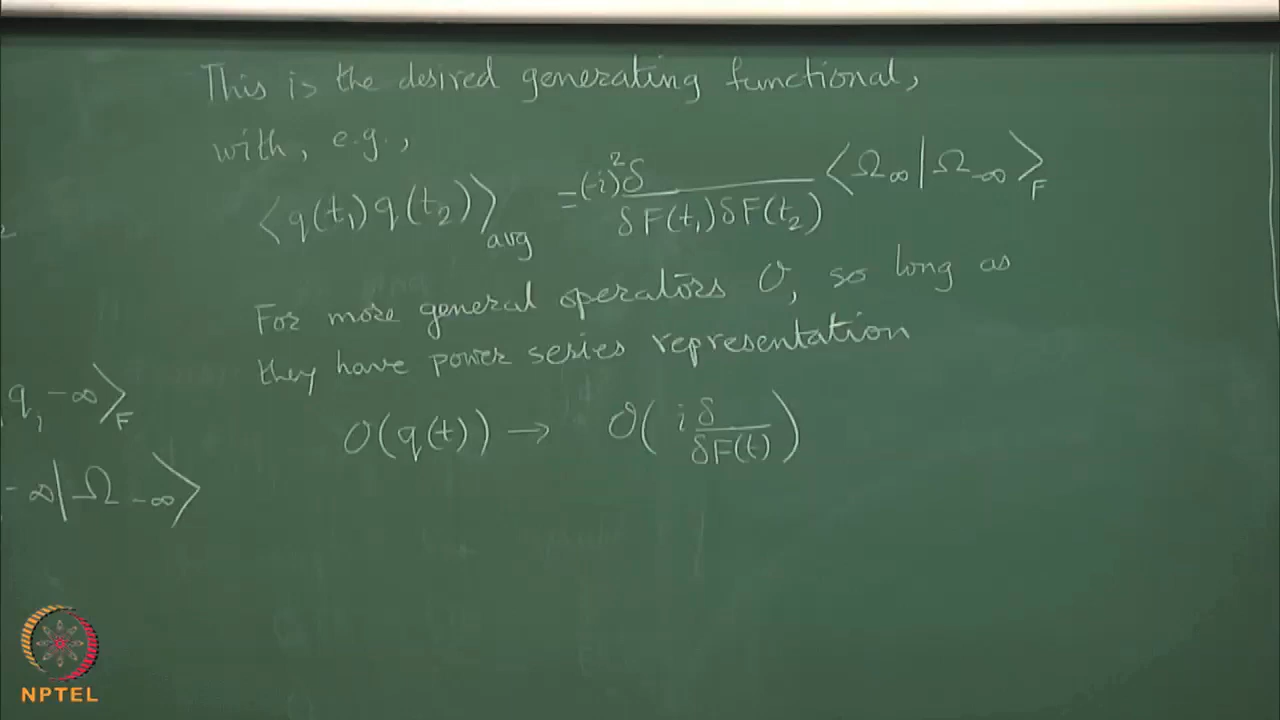 This is the desired generating functional,
with, e.g.,
⟨q(t₁)q(t₂)⟩avg = (-i)²δ / δF(t₁)δF(t₂) ⟨Ω∞|Ω-∞⟩F
For more general operators O, so long as
they have power series representation
O(q(t)) → O( iδ / δF(t) )
q, -∞⟩F
-∞|Ω-∞⟩
NPTEL